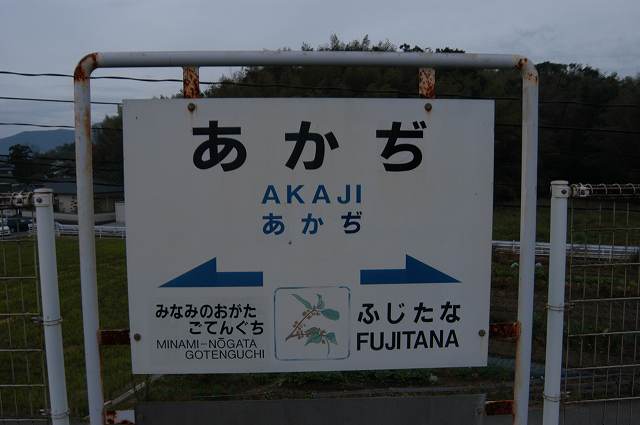 あかぢ
AKAJI
あかぢ
みなみのおがた
ごてんぐち
MINAMI-NŌGATA
GOTENGUCHI
ふじたな
FUJITANA